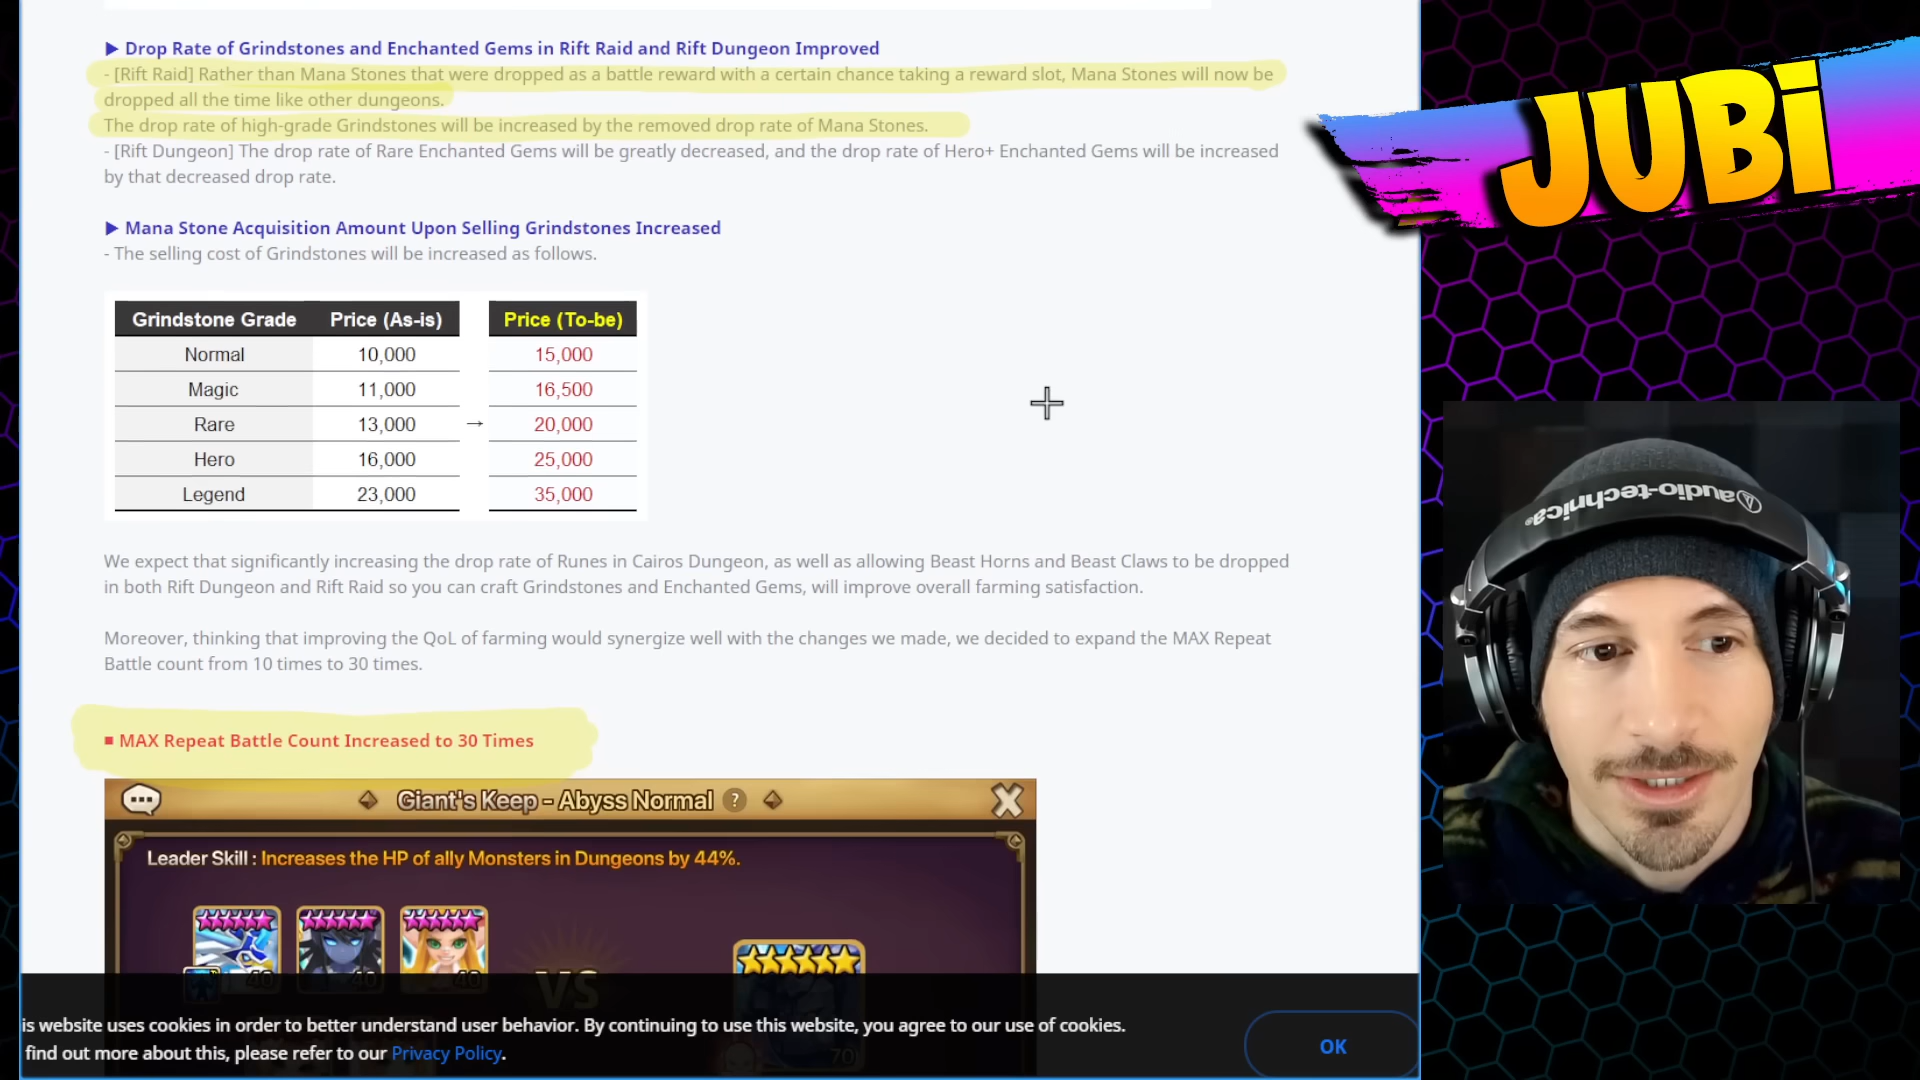 ▶ Drop Rate of Grindstones and Enchanted Gems in Rift Raid and Rift Dungeon Improved
- [Rift Raid] Rather than Mana Stones that were dropped as a battle reward with a certain chance taking a reward slot, Mana Stones will now be
dropped all the time like other dungeons.
The drop rate of high-grade Grindstones will be increased by the removed drop rate of Mana Stones.
- [Rift Dungeon] The drop rate of Rare Enchanted Gems will be greatly decreased, and the drop rate of Hero+ Enchanted Gems will be increased
by that decreased drop rate.
JUBi
▶ Mana Stone Acquisition Amount Upon Selling Grindstones Increased
- The selling cost of Grindstones will be increased as follows.
Grindstone Grade Price (As-is) Price (To-be)
Normal 10,000 15,000
Magic 11,000 16,500
Rare 13,000 → 20,000
Hero 16,000 25,000
Legend 23,000 35,000
audio-technica
We expect that significantly increasing the drop rate of Runes in Cairos Dungeon, as well as allowing Beast Horns and Beast Claws to be dropped
in both Rift Dungeon and Rift Raid so you can craft Grindstones and Enchanted Gems, will improve overall farming satisfaction.
Moreover, thinking that improving the QoL of farming would synergize well with the changes we made, we decided to expand the MAX Repeat
Battle count from 10 times to 30 times.
■ MAX Repeat Battle Count Increased to 30 Times
Giant's Keep - Abyss Normal ?
Leader Skill : Increases the HP of ally Monsters in Dungeons by 44%.
40 40 40
VS
70
is website uses cookies in order to better understand user behavior. By continuing to use this website, you agree to our use of cookies.
find out more about this, please refer to our Privacy Policy.
OK